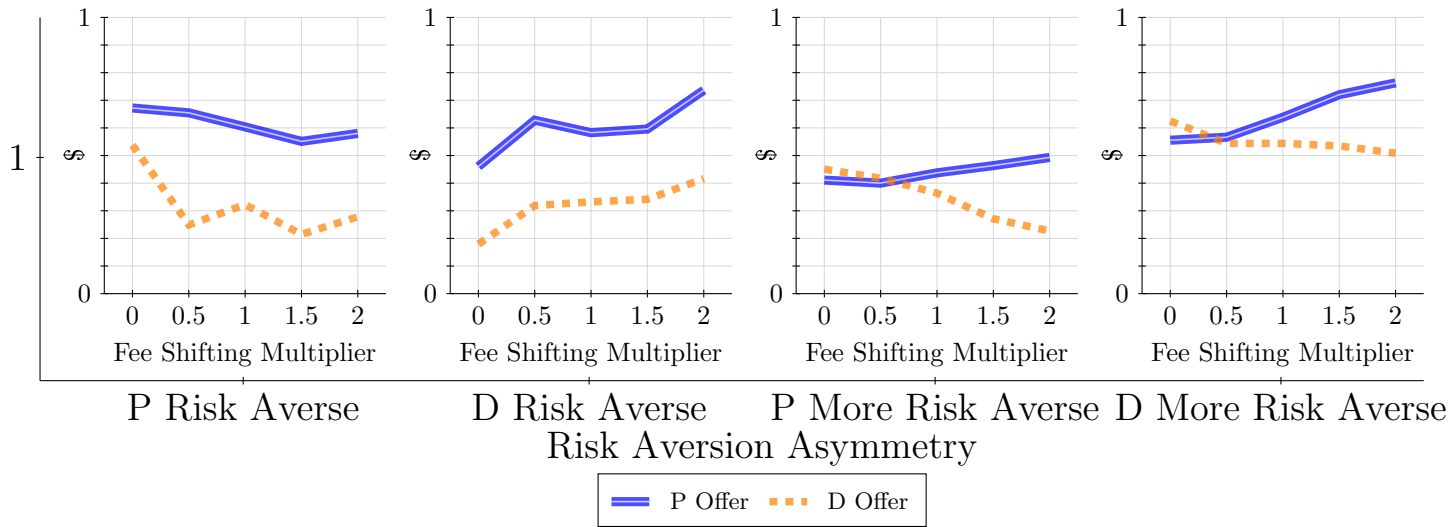 1
1
1
1
1
$
$
$
$
0
0
0
0
0 0.5 1 1.5 2
0 0.5 1 1.5 2
0 0.5 1 1.5 2
0 0.5 1 1.5 2
Fee Shifting Multiplier
Fee Shifting Multiplier
Fee Shifting Multiplier
Fee Shifting Multiplier
P Risk Averse
D Risk Averse
P More Risk Averse
D More Risk Averse
Risk Aversion Asymmetry
P Offer
D Offer